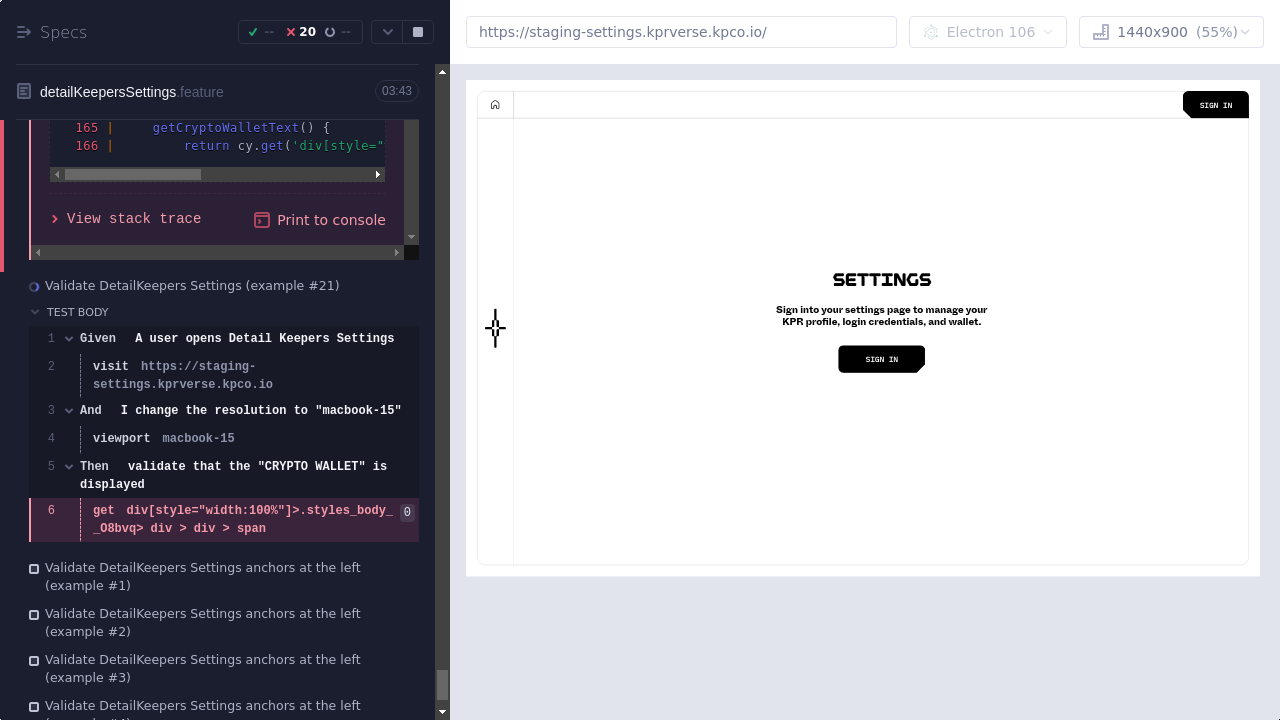 Specs
-- 20 --
detailKeepersSettings.feature 03:43
165 | getCryptoWalletText() {
166 | return cy.get('div[style="
View stack trace Print to console
Validate DetailKeepers Settings (example #21)
TEST BODY
1 Given A user opens Detail Keepers Settings
2 visit https://staging-
settings.kprverse.kpco.io
3 And I change the resolution to "macbook-15"
4 viewport macbook-15
5 Then validate that the "CRYPTO WALLET" is
displayed
6 get div[style="width:100%"]>.styles_body_ 0
_O8bvq> div > div > span
Validate DetailKeepers Settings anchors at the left
(example #1)
Validate DetailKeepers Settings anchors at the left
(example #2)
Validate DetailKeepers Settings anchors at the left
(example #3)
Validate DetailKeepers Settings anchors at the left
https://staging-settings.kprverse.kpco.io/ Electron 106 1440x900 (55%)
SIGN IN
SETTINGS
Sign into your settings page to manage your
KPR profile, login credentials, and wallet.
SIGN IN